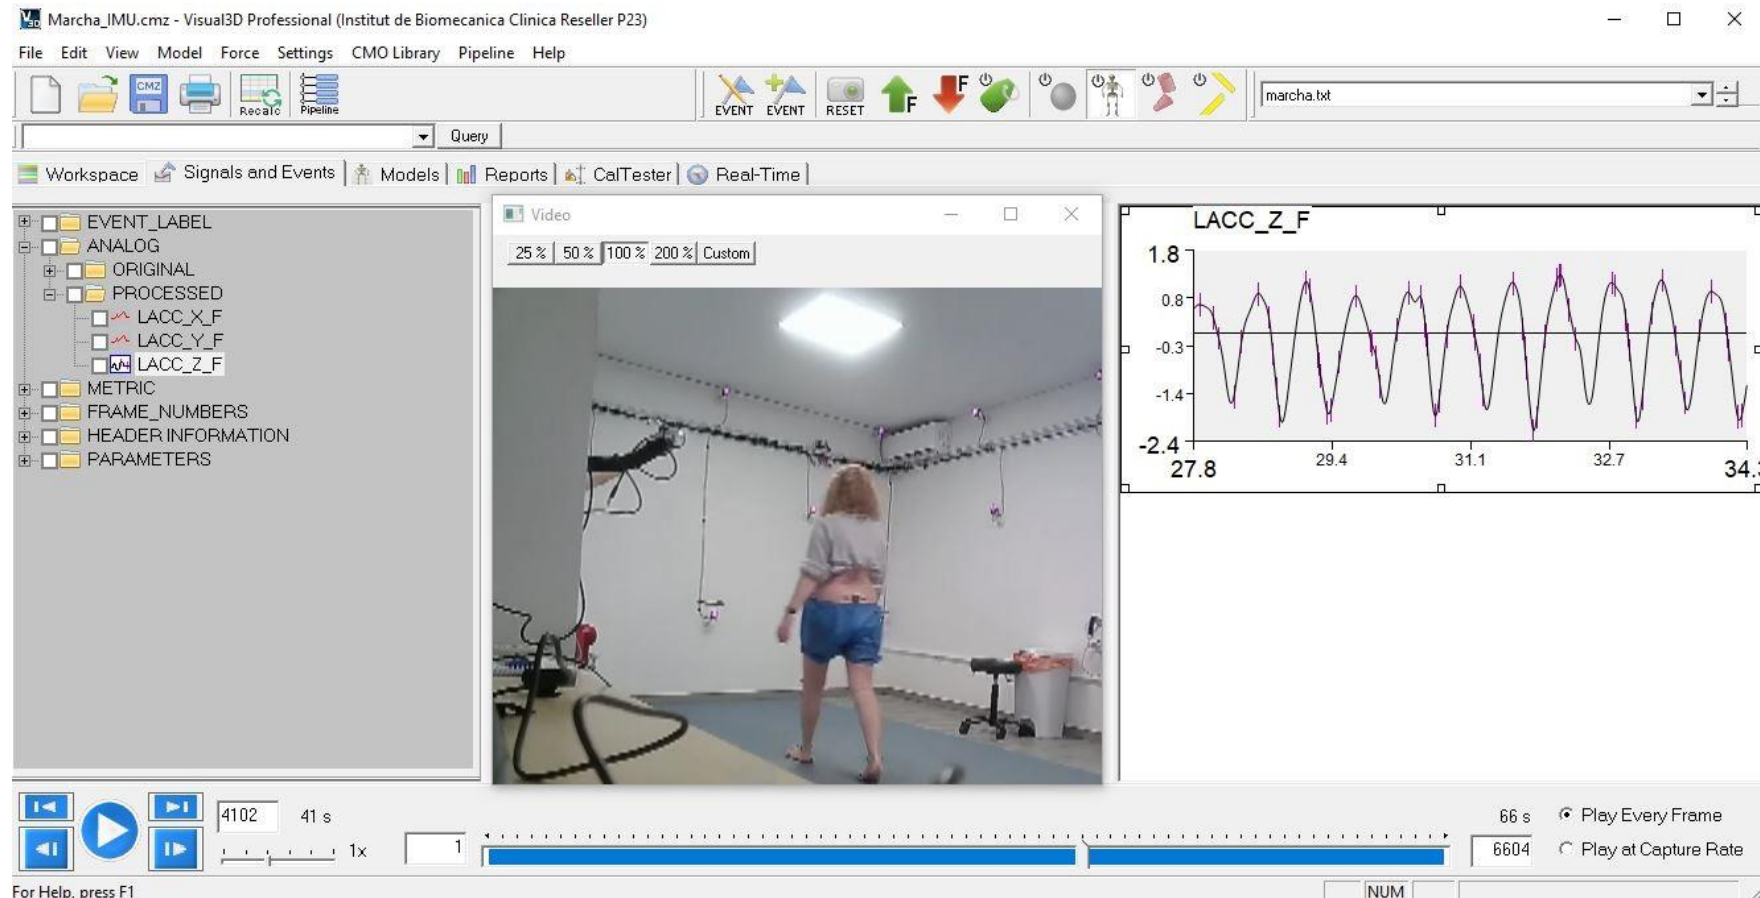 Marcha_IMU.cmz - Visual3D Professional (Institut de Biomecanica Clinica Reseller P23)
File Edit View Model Force Settings CMO Library Pipeline Help
CMZ
Recalc Pipeline EVENT EVENT RESET F F marcha.txt
Query
Workspace Signals and Events Models Reports CalTester Real-Time
EVENT_LABEL
ANALOG
ORIGINAL
PROCESSED
LACC_X_F
LACC_Y_F
LACC_Z_F
METRIC
FRAME_NUMBERS
HEADER INFORMATION
PARAMETERS
Video
25 % 50 % 100 % 200 % Custom
LACC_Z_F
1.8
0.8
-0.3
-1.4
-2.4
27.8 29.4 31.1 32.7 34.3
4102 41 s
1x 1
66 s Play Every Frame
6604 Play at Capture Rate
For Help, press F1 NUM